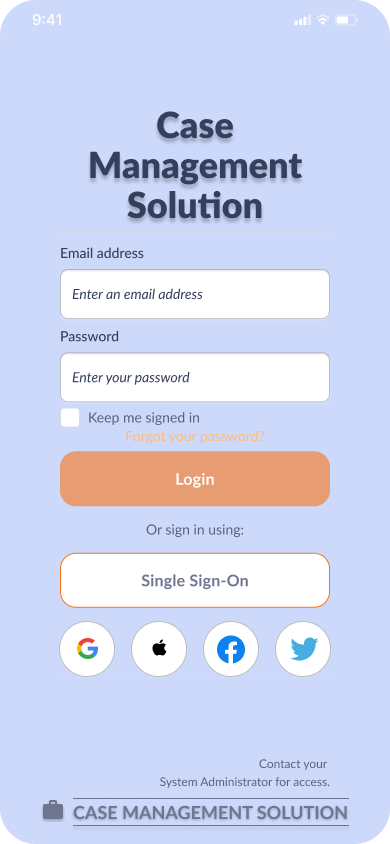 9:41
Case
Management
Solution
Email address
Enter an email address
Password
Enter your password
Keep me signed in
Forgot your password?
Login
Or sign in using:
Single Sign-On
Contact your
System Administrator for access.
CASE MANAGEMENT SOLUTION